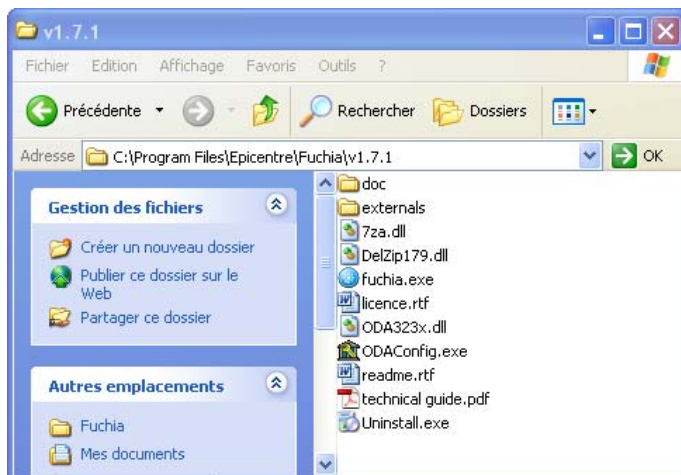 v1.7.1
Fichier Edition Affichage Favoris Outils ?
Précédente Rechercher Dossiers
Adresse C:\Program Files\Epicentre\Fuchia\v1.7.1 OK
Gestion des fichiers
Créer un nouveau dossier
Publier ce dossier sur le
Web
Partager ce dossier
Autres emplacements
Fuchia
Mes documents
doc
externals
7za.dll
DelZip179.dll
fuchia.exe
licence.rtf
ODA323x.dll
ODAConfig.exe
readme.rtf
technical guide.pdf
Uninstall.exe